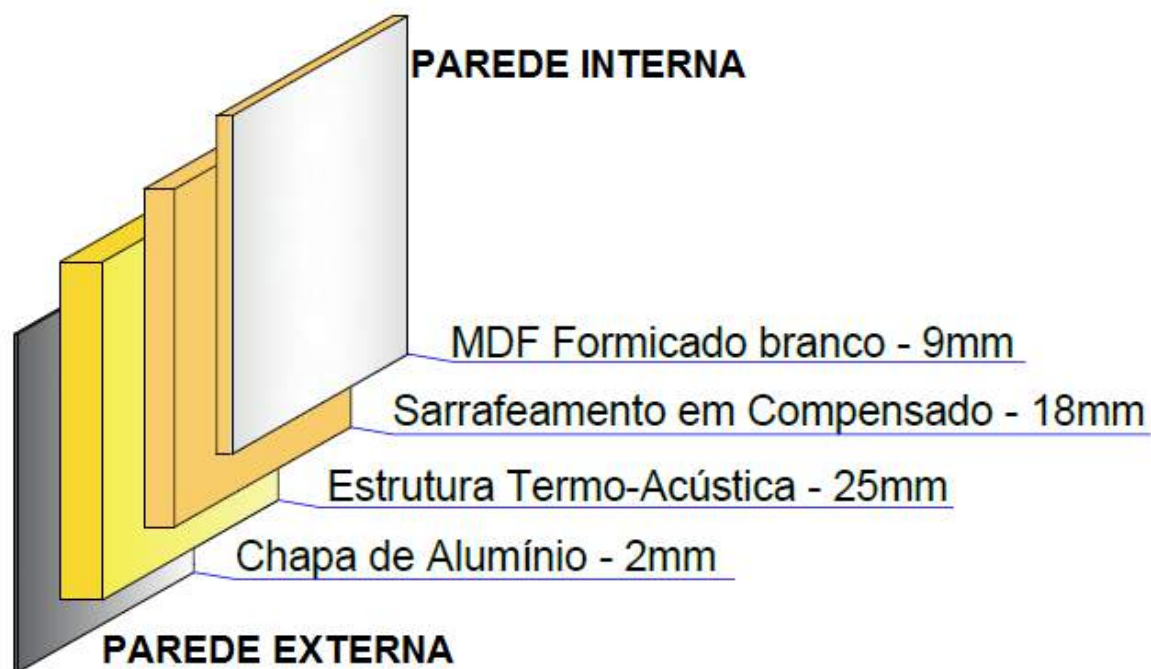 PAREDE INTERNA
MDF Formicado branco - 9mm
Sarrafeamento em Compensado - 18mm
Estrutura Termo-Acústica - 25mm
Chapa de Alumínio - 2mm
PAREDE EXTERNA